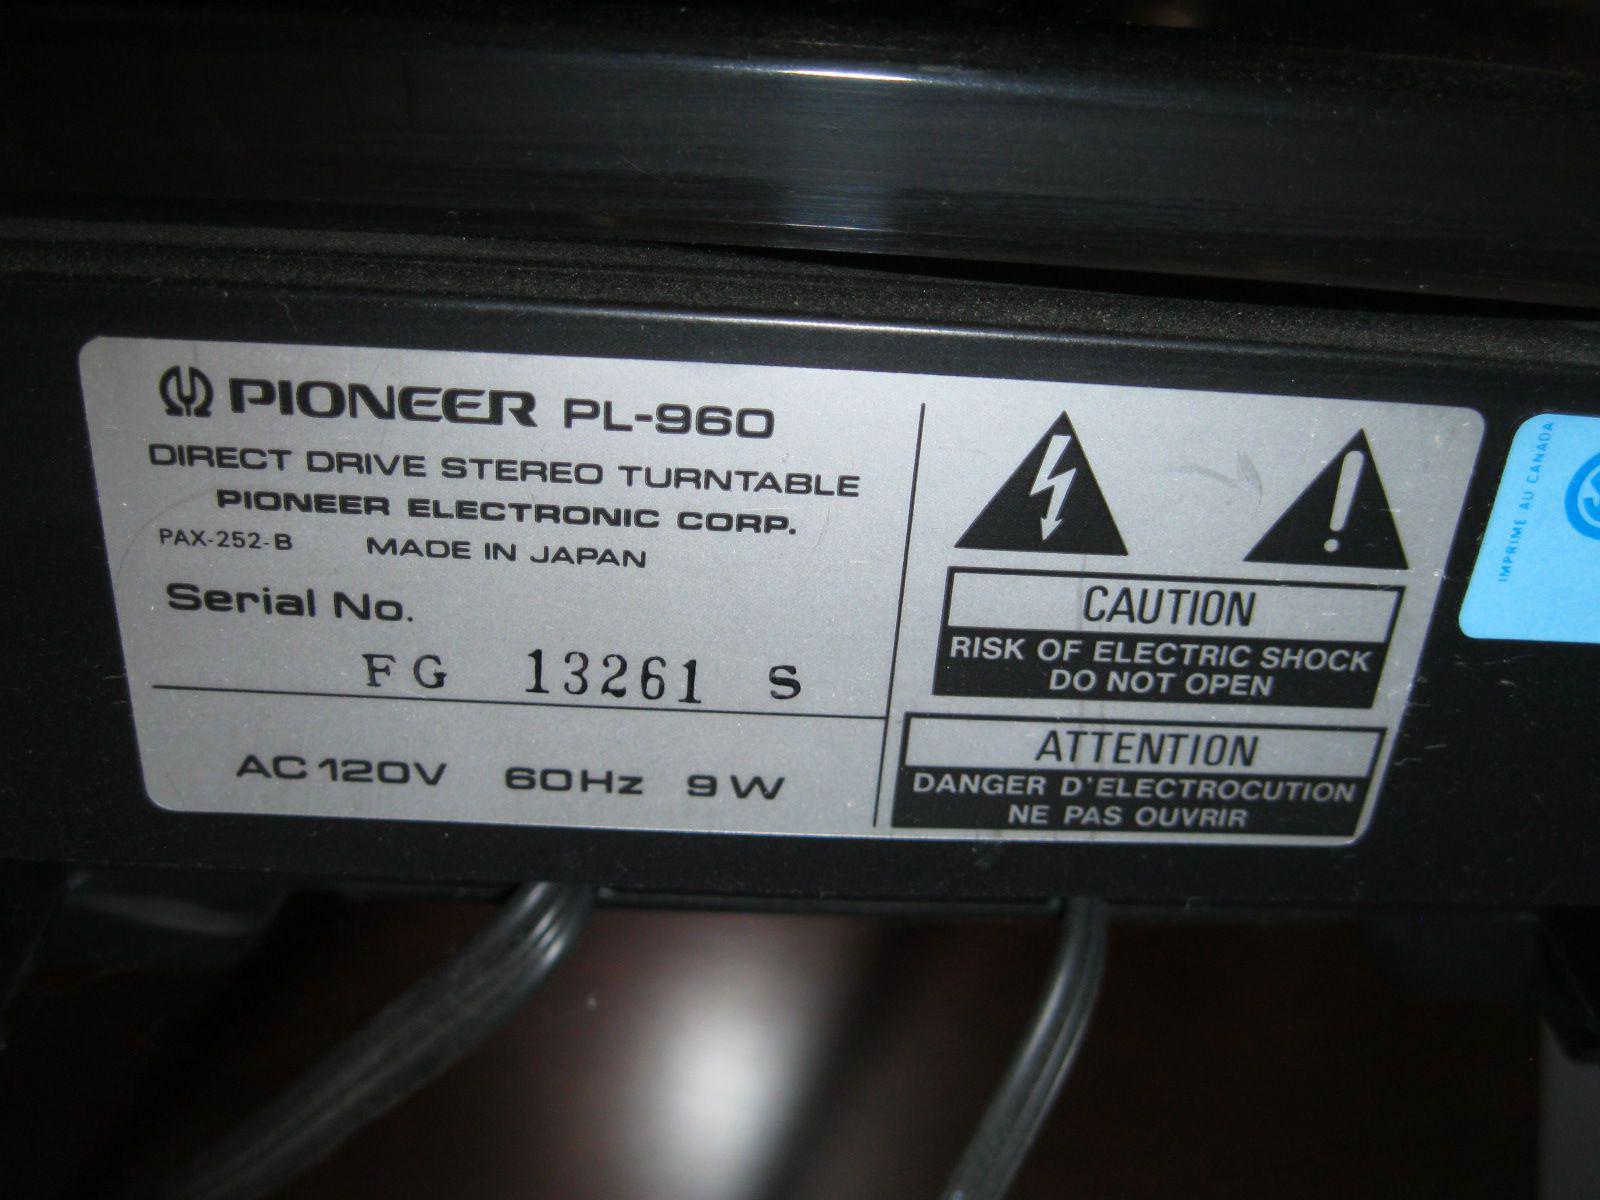 PIONEER PL-960
DIRECT DRIVE STEREO TURNTABLE
PIONEER ELECTRONIC CORP.
PAX-252-B MADE IN JAPAN
Serial No.
FG 13261 S
AC 120V 60Hz 9W
CAUTION
RISK OF ELECTRIC SHOCK
DO NOT OPEN
ATTENTION
DANGER D'ELECTROCUTION
NE PAS OUVRIR
IMPRIME AU CANADA